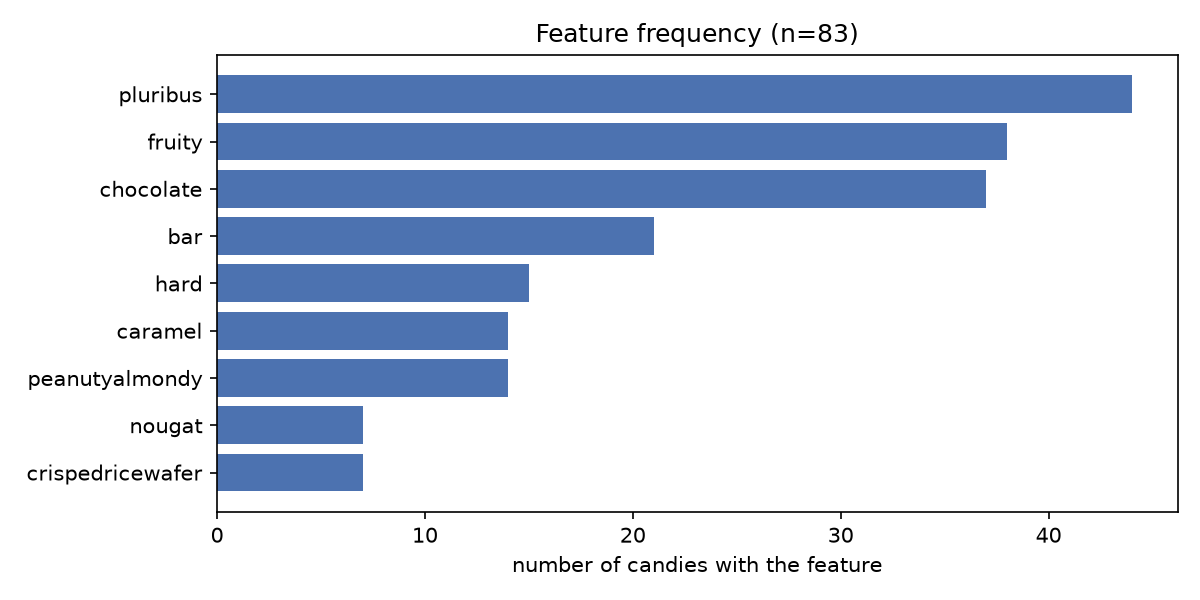 Feature frequency (n=83)
pluribus
fruity
chocolate
bar
hard
caramel
peanutyalmondy
nougat
crispedricewafer
0 10 20 30 40
number of candies with the feature